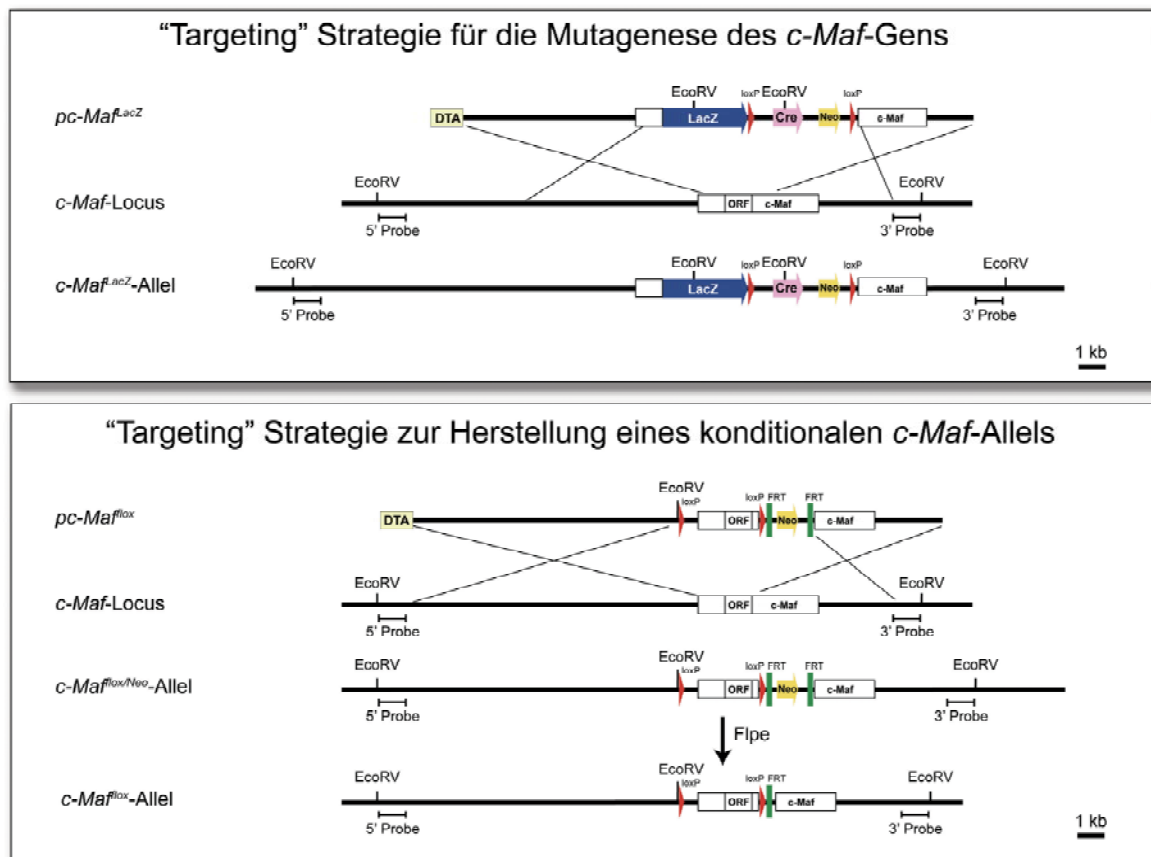 “Targeting” Strategie für die Mutagenese des c-Maf-Gens
EcoRV loxP EcoRV loxP
pc-MafLacZ DTA LacZ Cre Neo c-Maf
EcoRV EcoRV
c-Maf-Locus ORF c-Maf
5' Probe 3' Probe
EcoRV EcoRV loxP EcoRV loxP EcoRV
c-MafLacZ-Allel LacZ Cre Neo c-Maf
5' Probe 3' Probe
1 kb
“Targeting” Strategie zur Herstellung eines konditionalen c-Maf-Allels
EcoRV loxP loxP FRT FRT
pc-Mafflox DTA ORF Neo c-Maf
EcoRV EcoRV
c-Maf-Locus ORF c-Maf
5' Probe 3' Probe
EcoRV EcoRV loxP loxP FRT FRT EcoRV
c-Mafflox/Neo-Allel ORF Neo c-Maf
5' Probe 3' Probe
Flpe
EcoRV EcoRV loxP loxP FRT EcoRV
c-Mafflox-Allel ORF c-Maf
5' Probe 3' Probe
1 kb